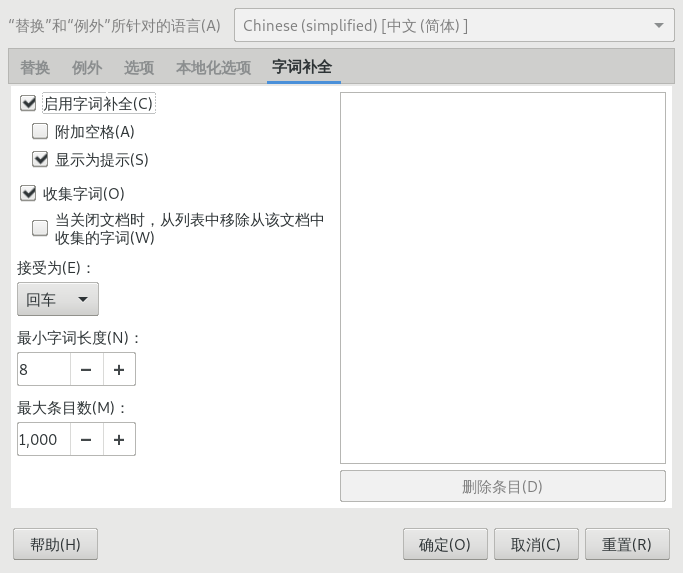 “替换”和“例外”所针对的语言(A)
Chinese (simplified) [中文 (简体) ]
替换 例外 选项 本地化选项 字词补全
启用字词补全(C)
附加空格(A)
显示为提示(S)
收集字词(O)
当关闭文档时，从列表中移除从该文档中
收集的字词(W)
接受为(E)：
回车
最小字词长度(N)：
8 − +
最大条目数(M)：
1,000 − +
删除条目(D)
帮助(H) 确定(O) 取消(C) 重置(R)